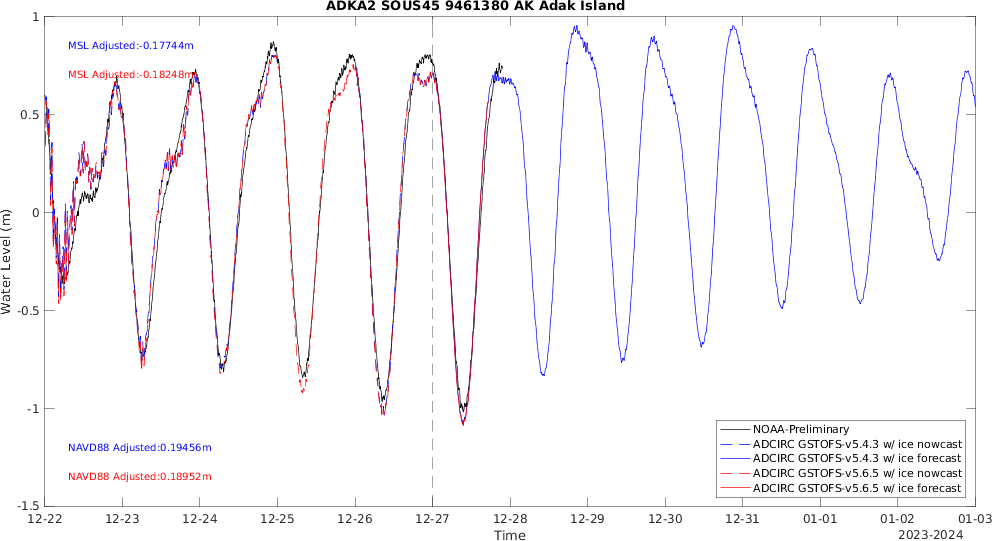 ADKA2 SOUS45 9461380 AK Adak Island
1
0.5
0
-0.5
-1
-1.5
Water Level (m)
MSL Adjusted:-0.17744m
MSL Adjusted:-0.18248m
NAVD88 Adjusted:0.19456m
NAVD88 Adjusted:0.18952m
NOAA-Preliminary
ADCIRC GSTOFS-v5.4.3 w/ ice nowcast
ADCIRC GSTOFS-v5.4.3 w/ ice forecast
ADCIRC GSTOFS-v5.6.5 w/ ice nowcast
ADCIRC GSTOFS-v5.6.5 w/ ice forecast
12-22 12-23 12-24 12-25 12-26 12-27 12-28 12-29 12-30 12-31 01-01 01-02 01-03
Time
2023-2024